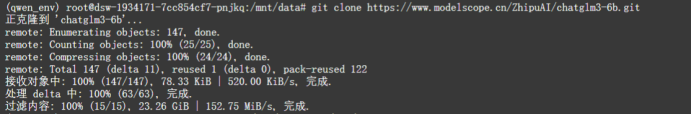 (qwen_env) root@dsw-1934171-7cc854cf7-pnjkq:/mnt/data# git clone https://www.modelscope.cn/ZhipuAI/chatglm3-6b.git
正克隆到 'chatglm3-6b'...
remote: Enumerating objects: 147, done.
remote: Counting objects: 100% (25/25), done.
remote: Compressing objects: 100% (24/24), done.
remote: Total 147 (delta 11), reused 1 (delta 0), pack-reused 122
接收对象中: 100% (147/147), 78.33 KiB | 520.00 KiB/s, 完成.
处理 delta 中: 100% (63/63), 完成.
过滤内容: 100% (15/15), 23.26 GiB | 152.75 MiB/s, 完成.